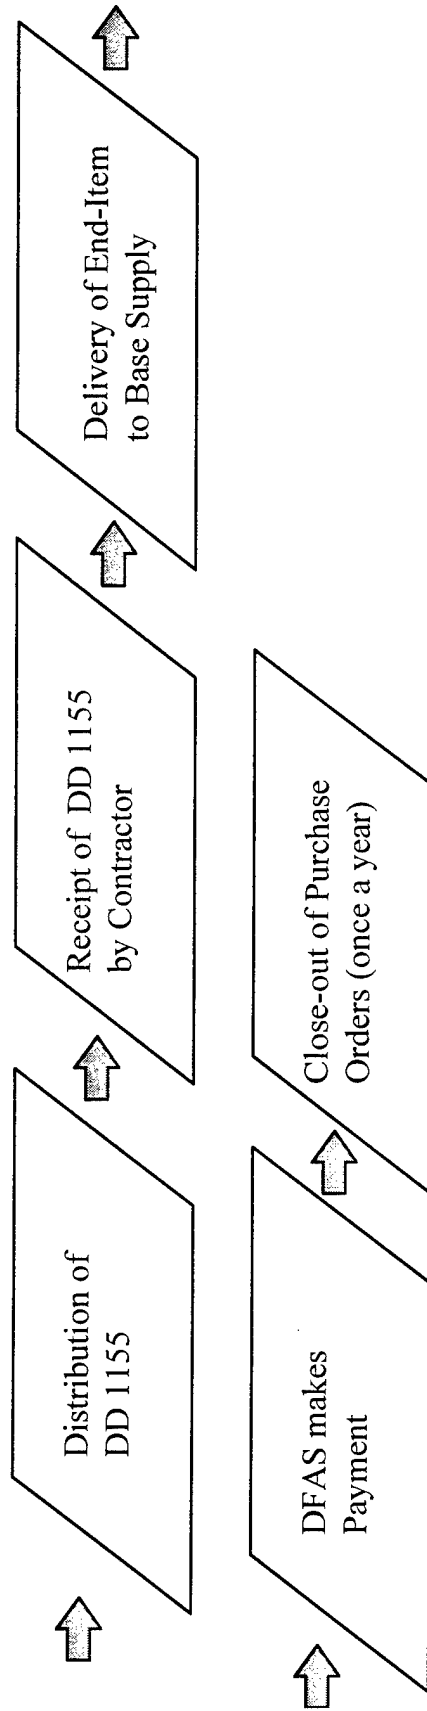 Distribution of
DD 1155
Receipt of DD 1155
by Contractor
Delivery of End-Item
to Base Supply
DFAS makes
Payment
Close-out of Purchase
Orders (once a year)